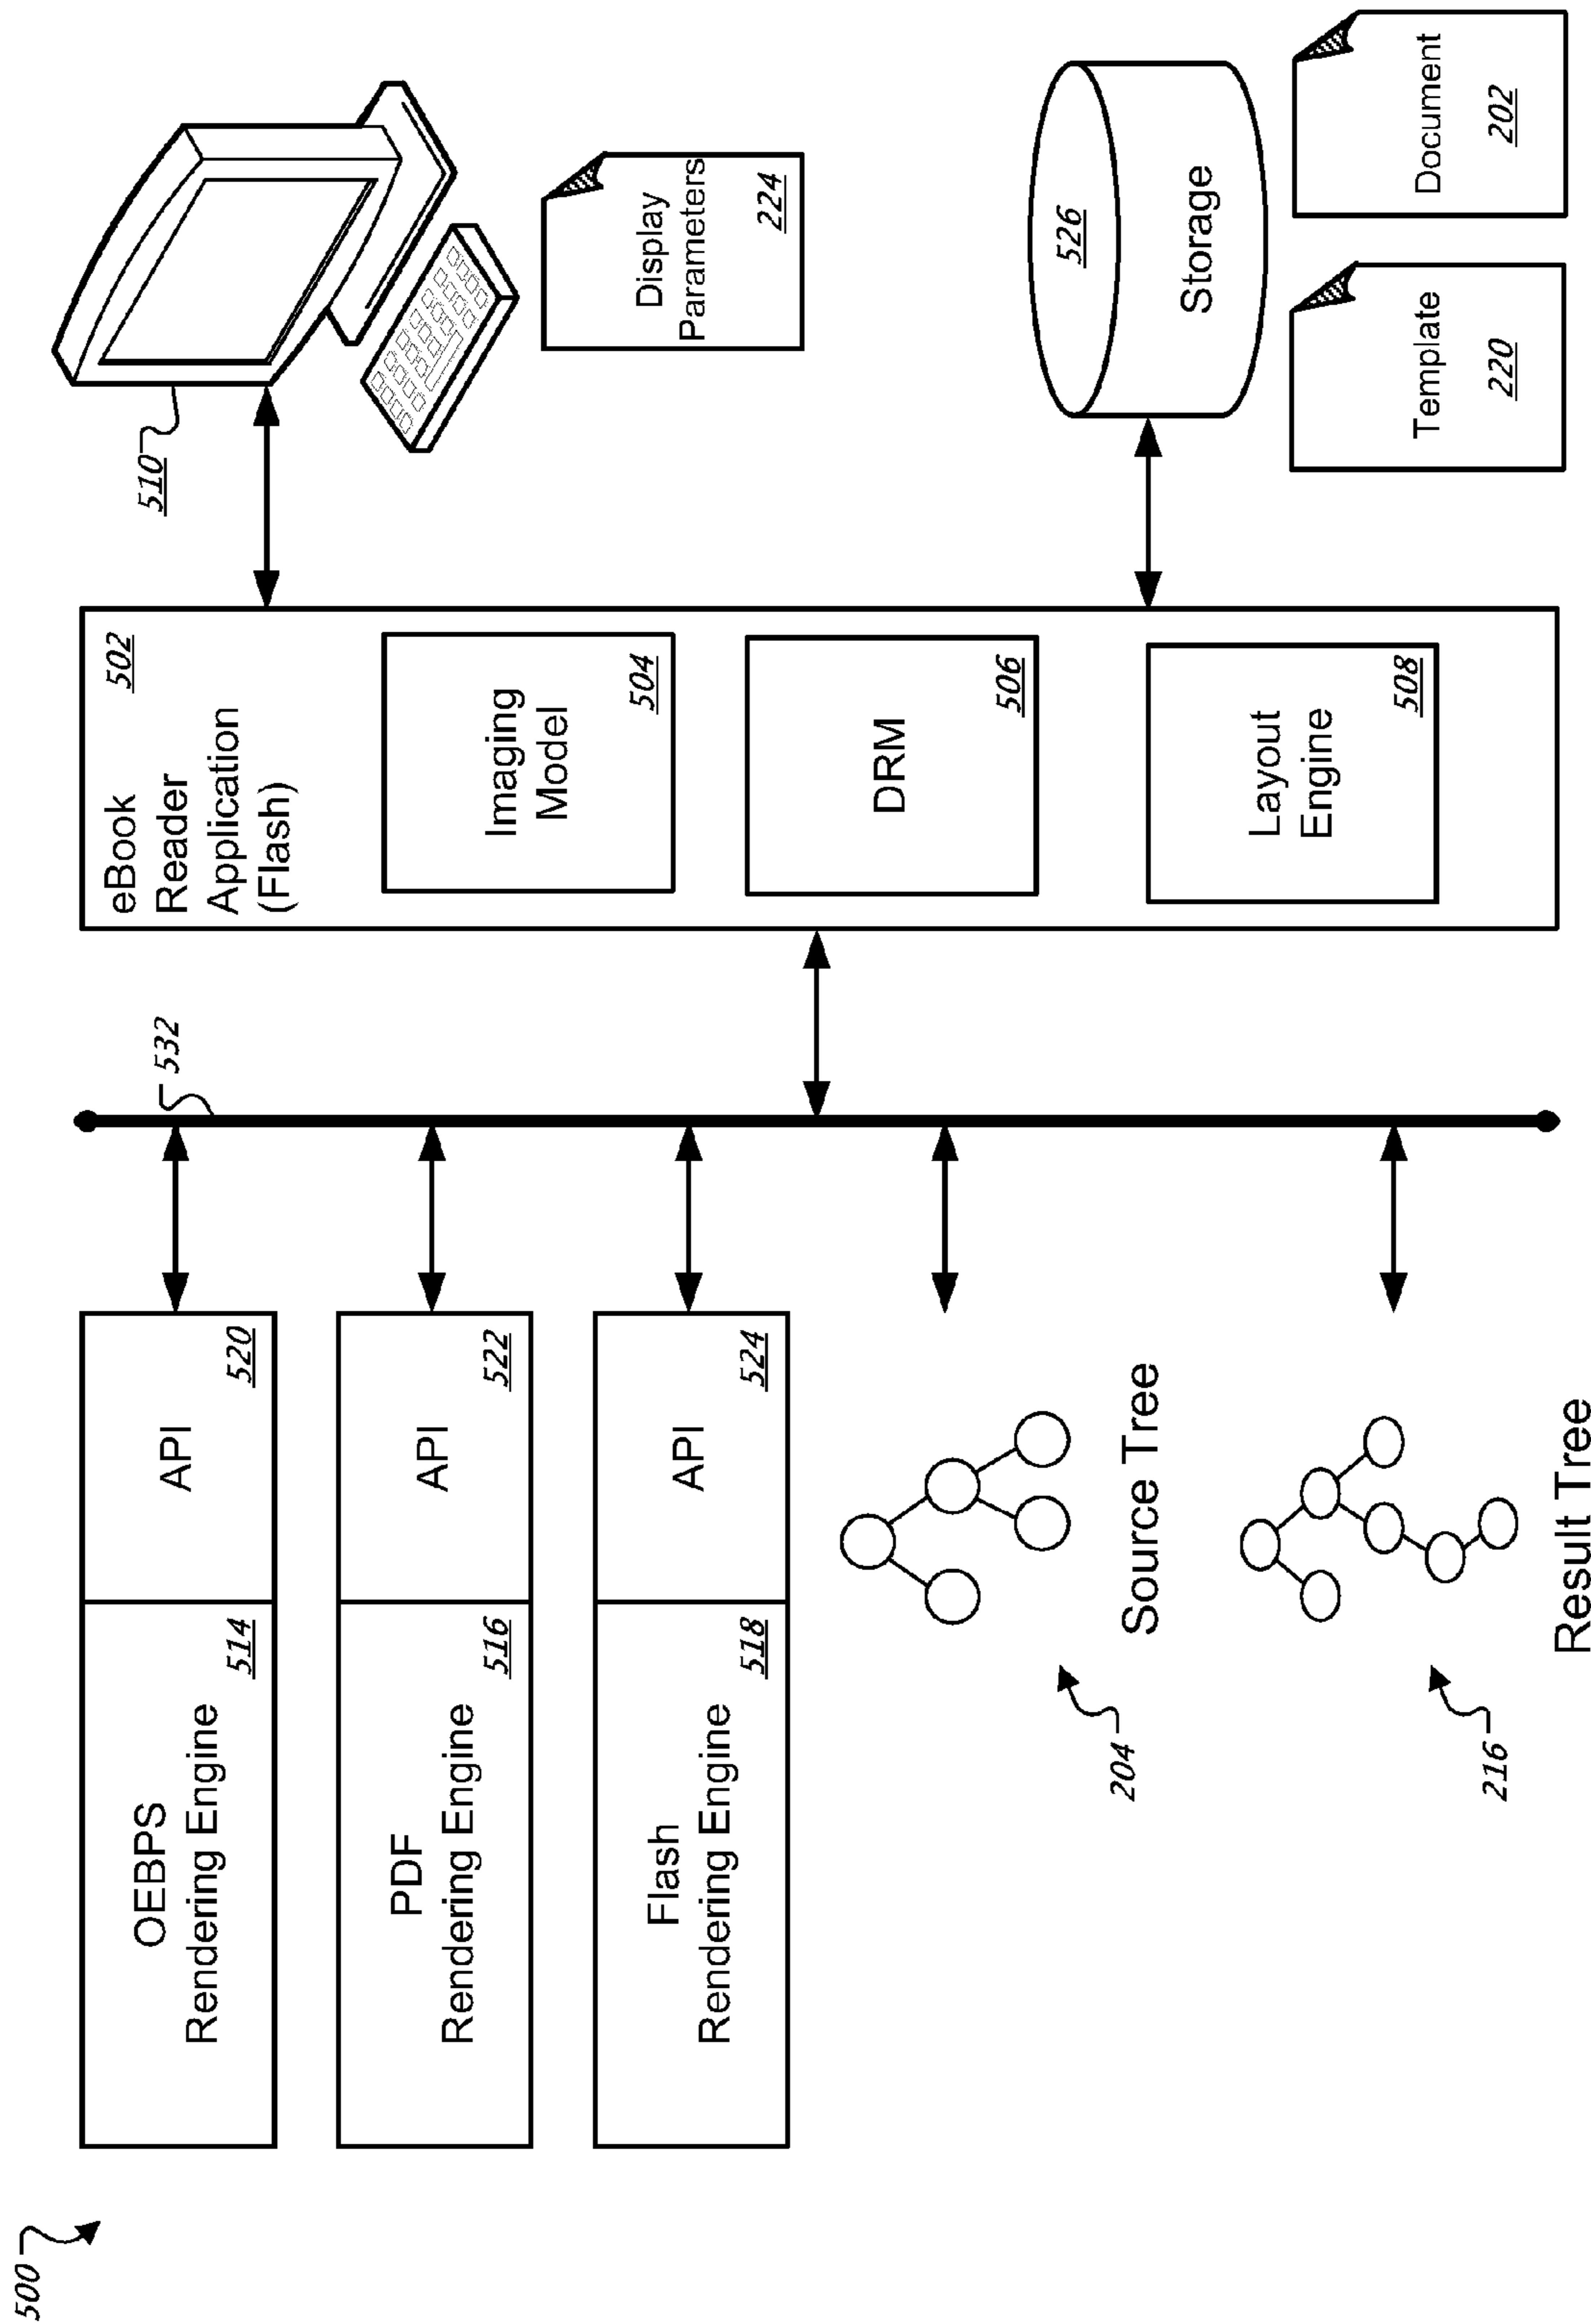 500
OEBPS
Rendering Engine
514
API
520
PDF
Rendering Engine
516
API
522
Flash
Rendering Engine
518
API
524
204
Source Tree
216
Result Tree
532
eBook
Reader
Application
(Flash)
502
Imaging
Model
504
DRM
506
Layout
Engine
508
510
Display
Parameters
224
526
Storage
Template
220
Document
202